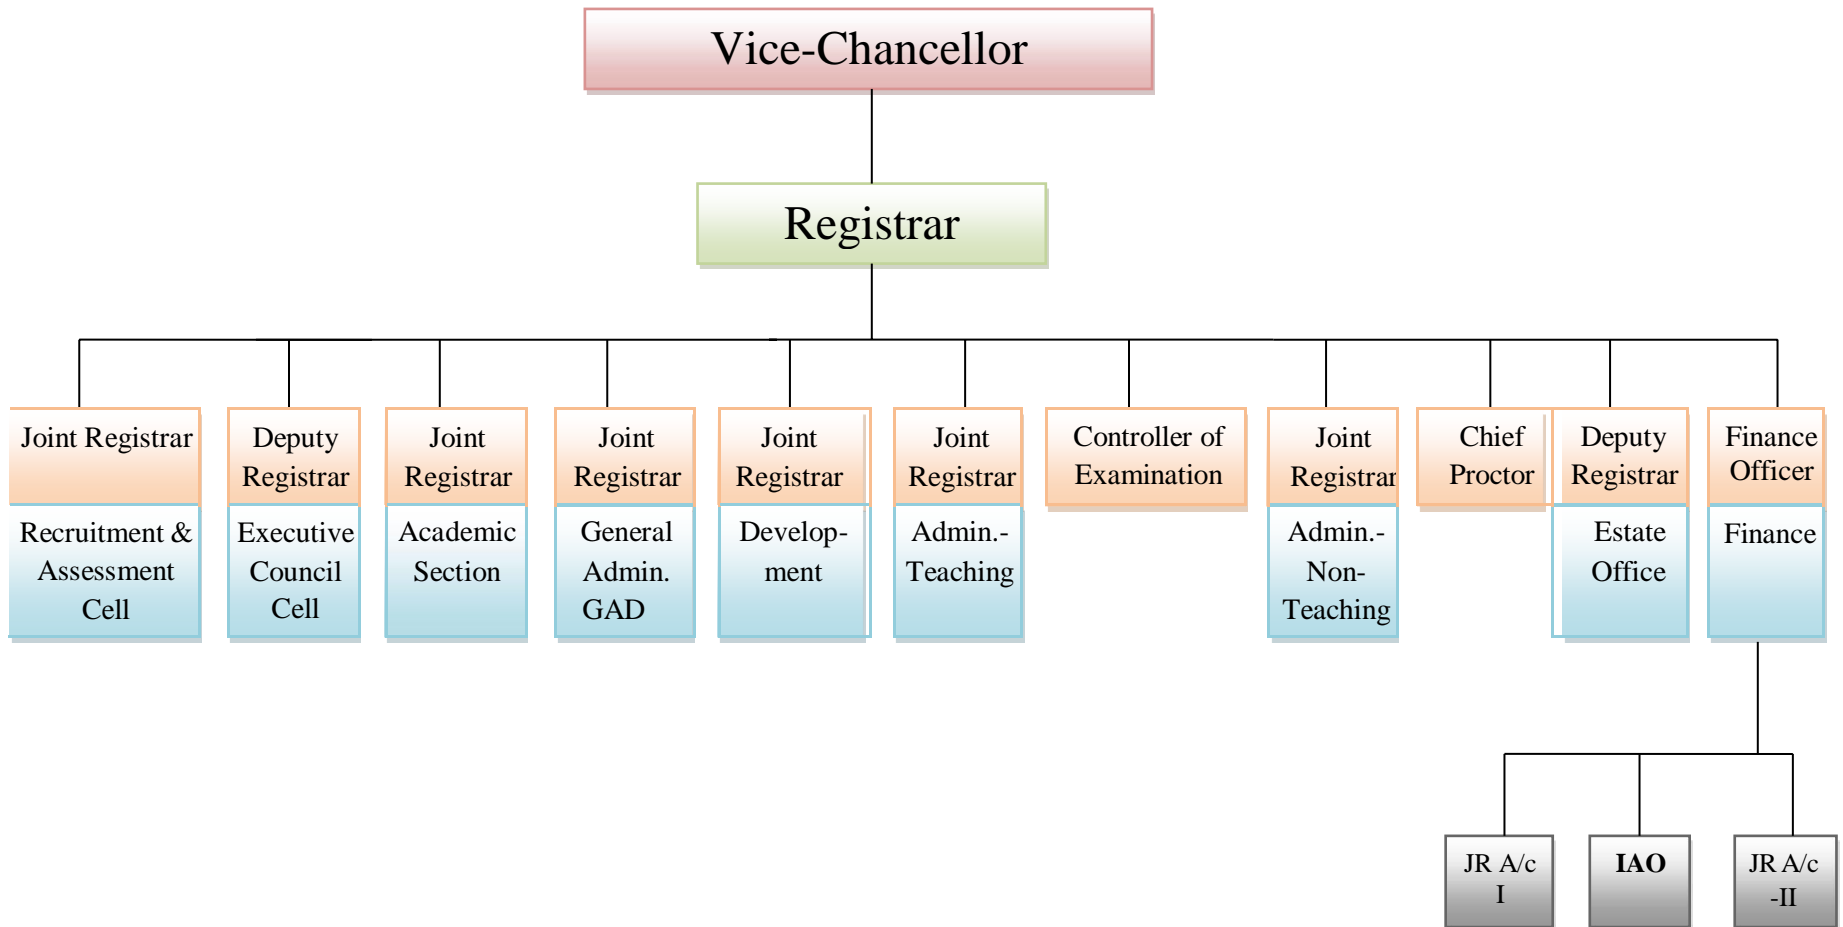 Vice-Chancellor
Registrar
Joint Registrar
Recruitment &
Assessment
Cell
Deputy
Registrar
Executive
Council
Cell
Joint
Registrar
Academic
Section
Joint
Registrar
General
Admin.
GAD
Joint
Registrar
Develop-
ment
Joint
Registrar
Admin.-
Teaching
Controller of
Examination
Joint
Registrar
Admin.-
Non-
Teaching
Chief
Proctor
Deputy
Registrar
Estate
Office
Finance
Officer
Finance
JR A/c
I
IAO
JR A/c
-II